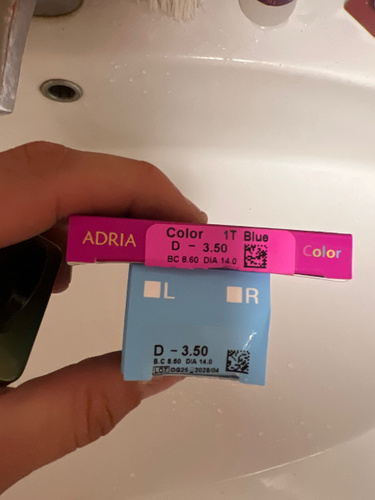 ADRIA
Color 1T Blue
D - 3.50
BC 8.60 DIA 14.0
Color
L
R
D - 3.50
B.C 8.60 DIA 14.0
LOT